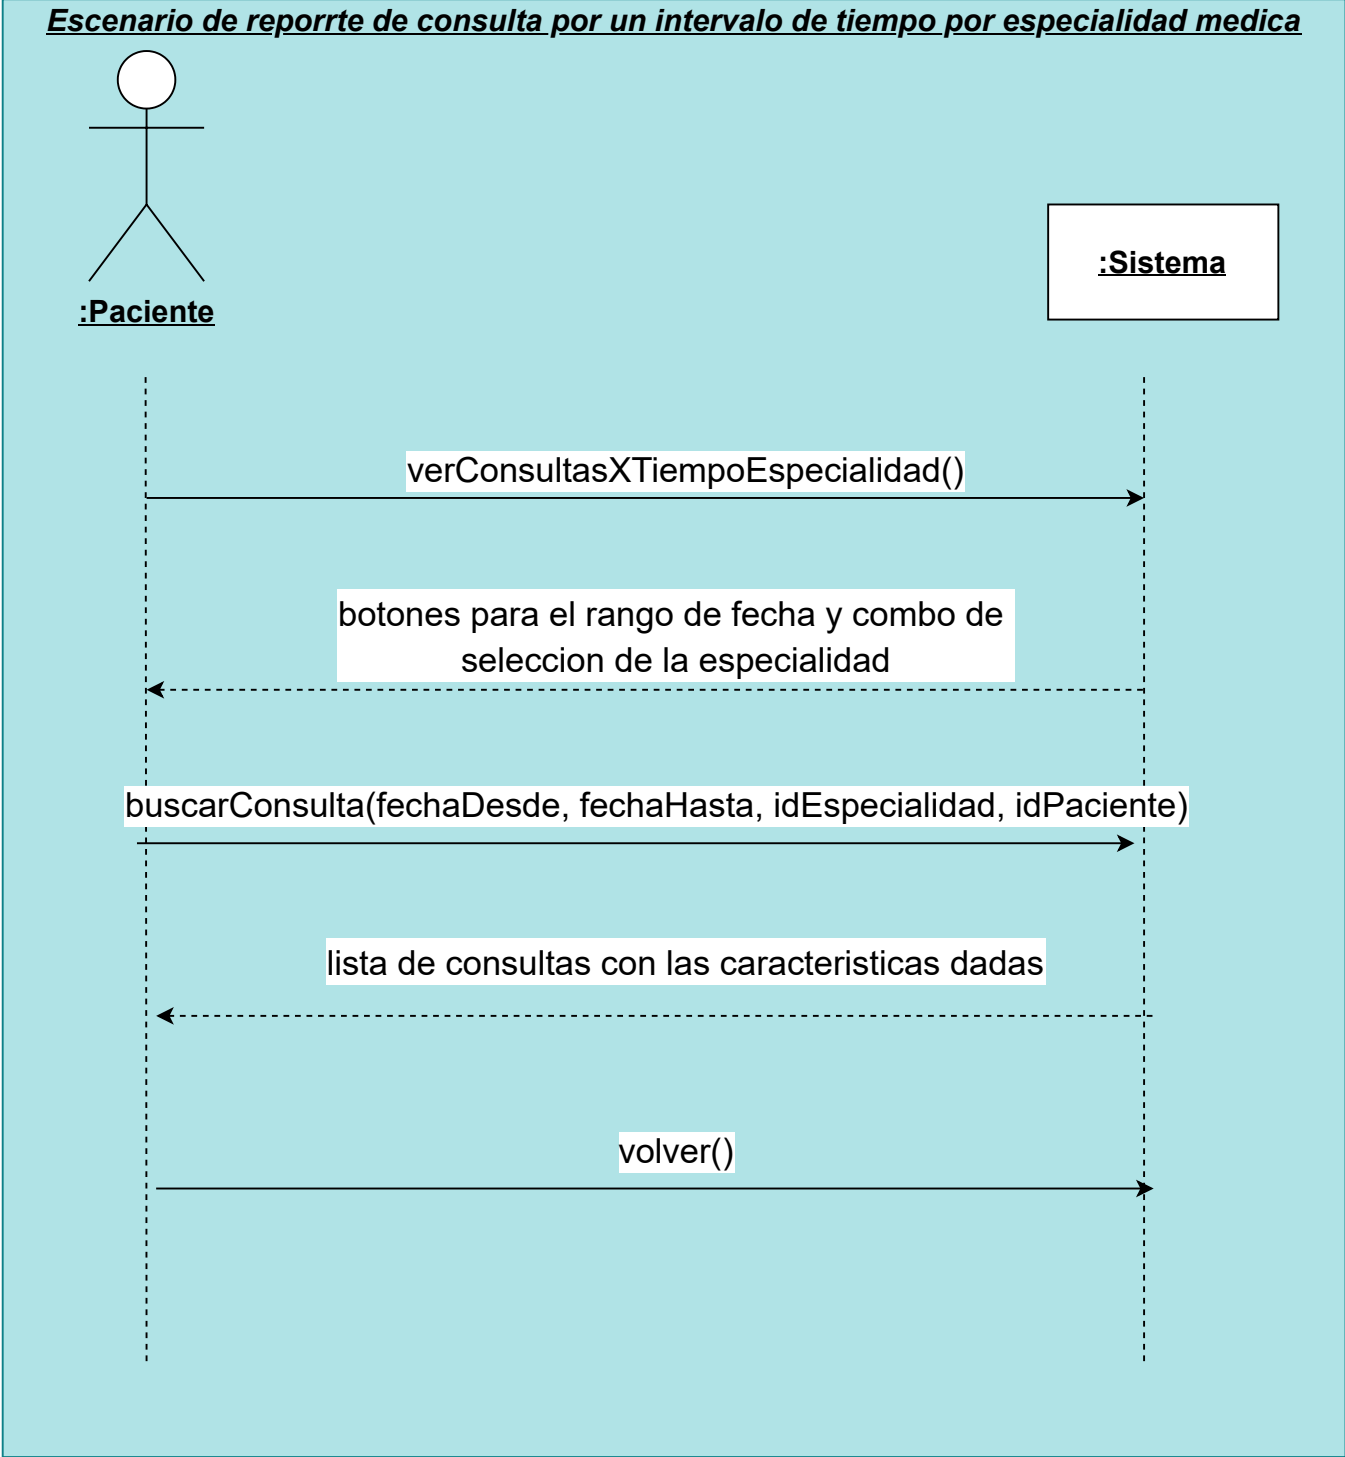 Escenario de reporrte de consulta por un intervalo de tiempo por especialidad medica
:Sistema
:Paciente
verConsultasXTiempoEspecialidad()
botones para el rango de fecha y combo de
seleccion de la especialidad
buscarConsulta(fechaDesde, fechaHasta, idEspecialidad, idPaciente)
lista de consultas con las caracteristicas dadas
volver()